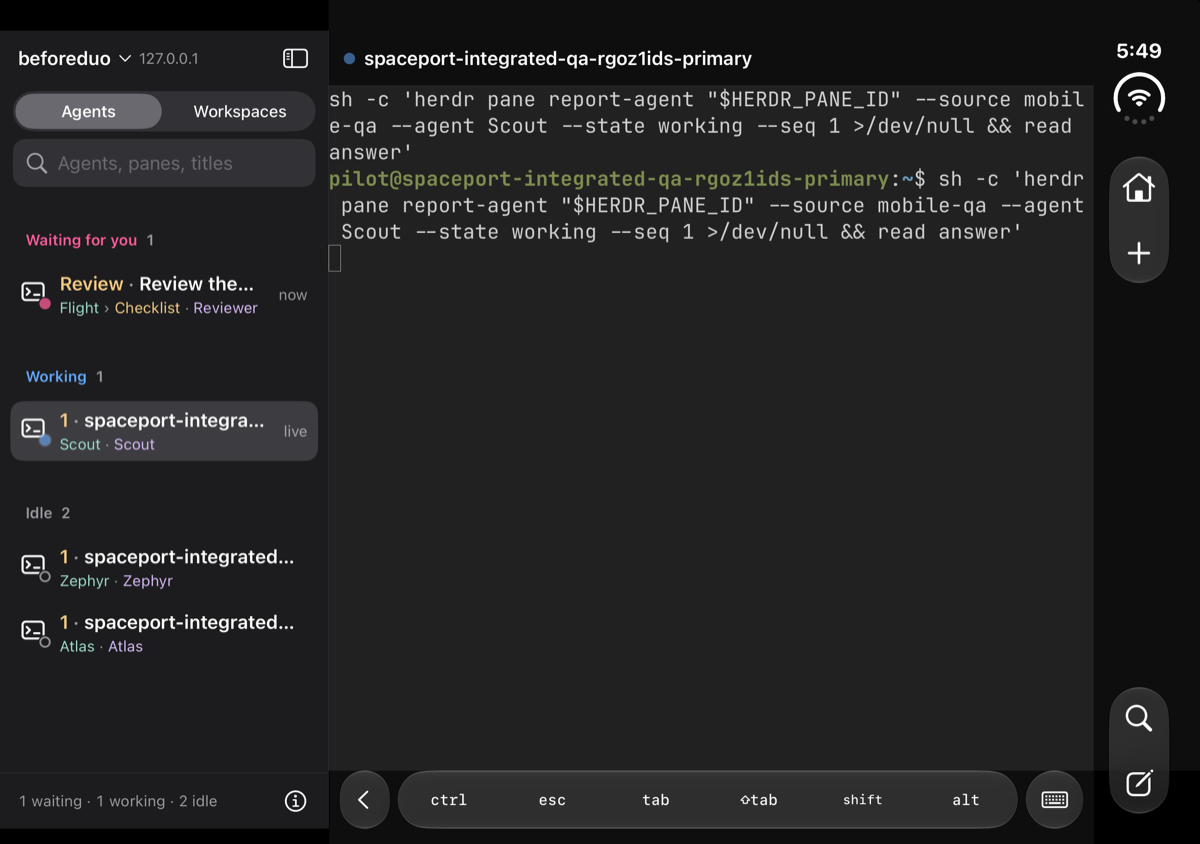 beforeduo 127.0.0.1
Agents Workspaces
Agents, panes, titles
Waiting for you 1
Review · Review the...
now
Flight › Checklist · Reviewer
Working 1
1 · spaceport-integra...
live
Scout · Scout
Idle 2
1 · spaceport-integrated...
Zephyr · Zephyr
1 · spaceport-integrated...
Atlas · Atlas
1 waiting · 1 working · 2 idle
spaceport-integrated-qa-rgoz1ids-primary
sh -c 'herdr pane report-agent "$HERDR_PANE_ID" --source mobil
e-qa --agent Scout --state working --seq 1 >/dev/null && read
answer'
pilot@spaceport-integrated-qa-rgoz1ids-primary:~$ sh -c 'herdr
pane report-agent "$HERDR_PANE_ID" --source mobile-qa --agent
Scout --state working --seq 1 >/dev/null && read answer'
ctrl esc tab ⇧tab shift alt
5:49